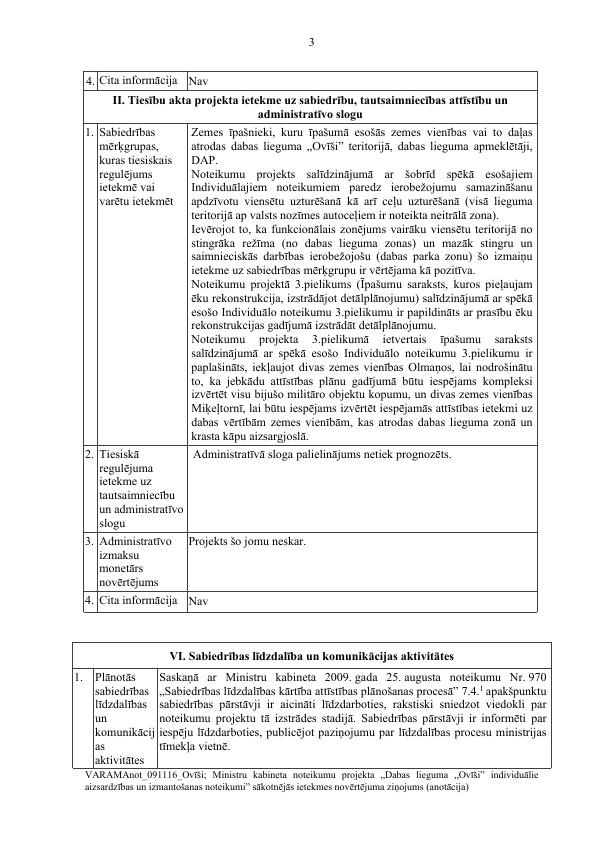 3
4. Cita informācija Nav
II. Tiesību akta projekta ietekme uz sabiedrību, tautsaimniecības attīstību un
administratīvo slogu
1. Sabiedrības
mērķgrupas,
kuras tiesiskais
regulējums
ietekmē vai
varētu ietekmēt
Zemes īpašnieki, kuru īpašumā esošās zemes vienības vai to daļas
atrodas dabas lieguma „Ovīši” teritorijā, dabas lieguma apmeklētāji,
DAP.
Noteikumu projekts salīdzinājumā ar šobrīd spēkā esošajiem
Individuālajiem noteikumiem paredz ierobežojumu samazināšanu
apdzīvotu viensētu uzturēšanā kā arī ceļu uzturēšanā (visā lieguma
teritorijā ap valsts nozīmes autoceļiem ir noteikta neitrālā zona).
Ievērojot to, ka funkcionālais zonējums vairāku viensētu teritorijā no
stingrāka režīma (no dabas lieguma zonas) un mazāk stingru un
saimnieciskās darbības ierobežojošu (dabas parka zonu) šo izmaiņu
ietekme uz sabiedrības mērķgrupu ir vērtējama kā pozitīva.
Noteikumu projektā 3.pielikums (Īpašumu saraksts, kuros pieļaujam
ēku rekonstrukcija, izstrādājot detālplānojumu) salīdzinājumā ar spēkā
esošo Individuālo noteikumu 3.pielikumu ir papildināts ar prasību ēku
rekonstrukcijas gadījumā izstrādāt detālplānojumu.
Noteikumu projekta 3.pielikumā ietvertais īpašumu saraksts
salīdzinājumā ar spēkā esošo Individuālo noteikumu 3.pielikumu ir
paplašināts, iekļaujot divas zemes vienības Olmaņos, lai nodrošinātu
to, ka jebkādu attīstības plānu gadījumā būtu iespējams kompleksi
izvērtēt visu bijušo militāro objektu kopumu, un divas zemes vienības
Miķeļtornī, lai būtu iespējams izvērtēt iespējamās attīstības ietekmi uz
dabas vērtībām zemes vienībām, kas atrodas dabas lieguma zonā un
krasta kāpu aizsargjoslā.
2. Tiesiskā
regulējuma
ietekme uz
tautsaimniecību
un administratīvo
slogu
Administratīvā sloga palielinājums netiek prognozēts.
3. Administratīvo
izmaksu
monetārs
novērtējums
Projekts šo jomu neskar.
4. Cita informācija Nav
VI. Sabiedrības līdzdalība un komunikācijas aktivitātes
1. Plānotās
sabiedrības
līdzdalības
un
komunikācij
as
aktivitātes
Saskaņā ar Ministru kabineta 2009. gada 25. augusta noteikumu Nr. 970
„Sabiedrības līdzdalības kārtība attīstības plānošanas procesā” 7.4.¹ apakšpunktu
sabiedrības pārstāvji ir aicināti līdzdarboties, rakstiski sniedzot viedokli par
noteikumu projektu tā izstrādes stadijā. Sabiedrības pārstāvji ir informēti par
iespēju līdzdarboties, publicējot paziņojumu par līdzdalības procesu ministrijas
tīmekļa vietnē.
VARAMAnot_091116_Ovīši; Ministru kabineta noteikumu projekta „Dabas lieguma „Ovīši” individuālie
aizsardzības un izmantošanas noteikumi” sākotnējās ietekmes novērtējuma ziņojums (anotācija)